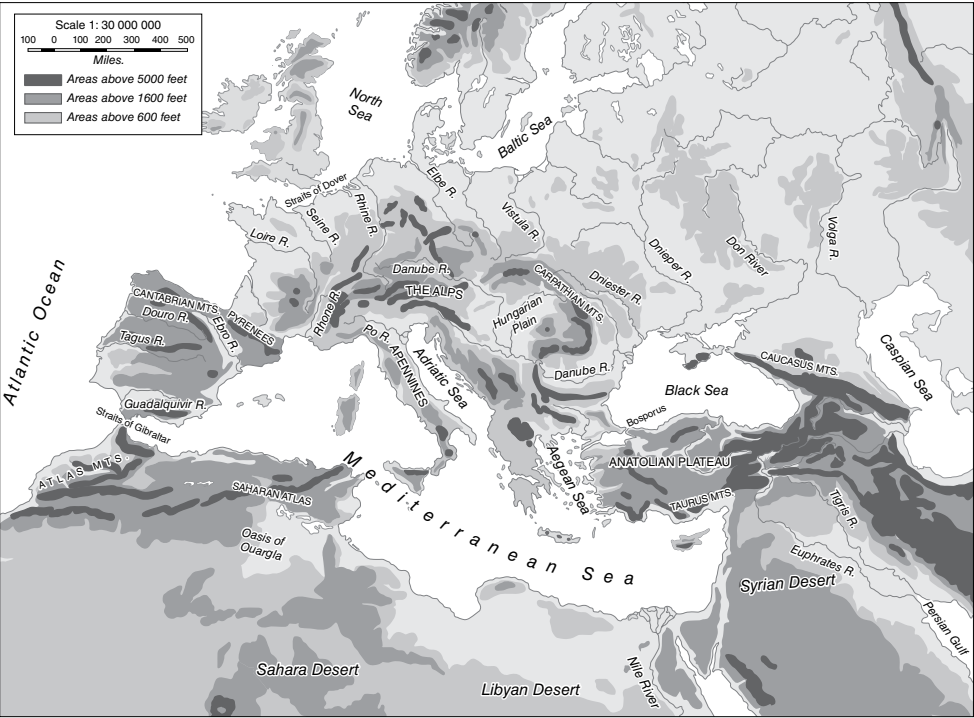 Scale 1: 30 000 000
100 0 100 200 300 400 500
Miles.
Areas above 5000 feet
Areas above 1600 feet
Areas above 600 feet
North
Sea
Baltic Sea
Straits of Dover
Elbe R.
Rhine R.
Seine R.
Loire R.
Vistula R.
Dnieper R.
Don River
Volga R.
Atlantic Ocean
Danube R.
THE ALPS
CARPATHIAN MTS.
Dniester R.
Hungarian
Plain
Rhone R.
CANTABRIAN MTS.
PYRENEES
Douro R.
Ebro R.
Tagus R.
Po R.
APENNINES
Adriatic Sea
Danube R.
Black Sea
CAUCASUS MTS.
Caspian Sea
Guadalquivir R.
Straits of Gibraltar
Bosporus
ATLAS MTS.
SAHARAN ATLAS
Mediterranean Sea
Aegean Sea
ANATOLIAN PLATEAU
TAURUS MTS.
Tigris R.
Oasis of
Ouargla
Euphrates R.
Syrian Desert
Persian Gulf
Sahara Desert
Libyan Desert
Nile River